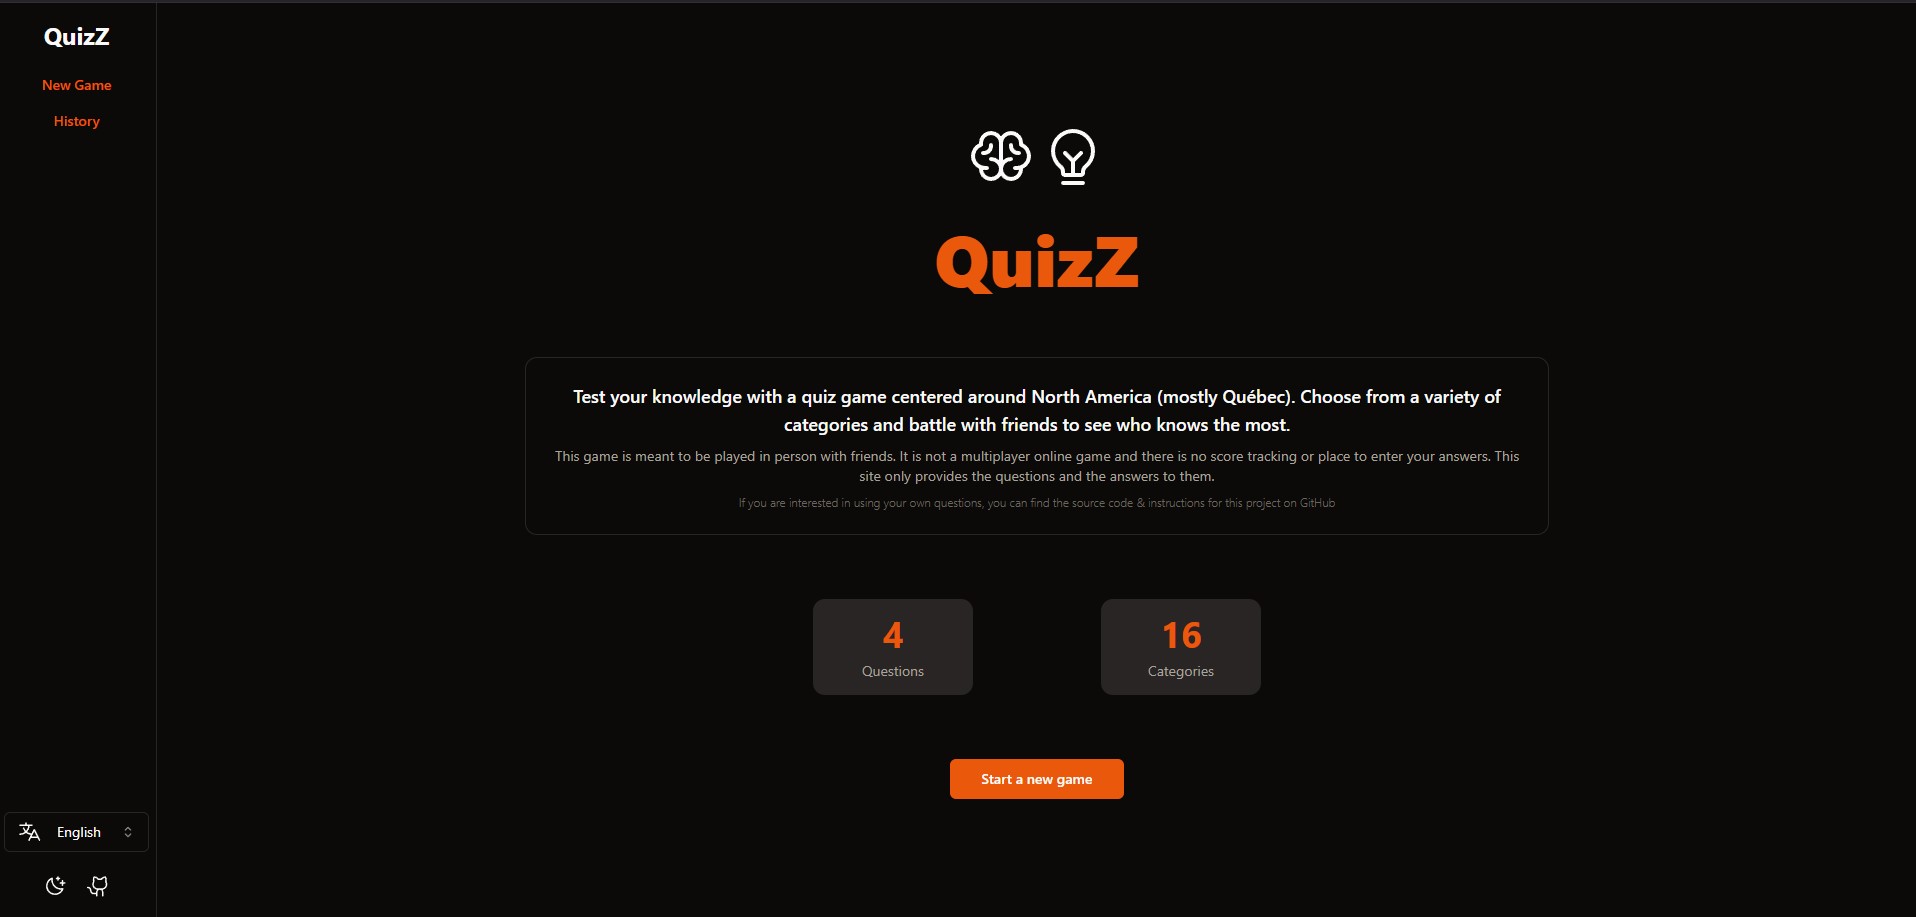 QuizZ
New Game
History
QuizZ
Test your knowledge with a quiz game centered around North America (mostly Québec). Choose from a variety of
categories and battle with friends to see who knows the most.
This game is meant to be played in person with friends. It is not a multiplayer online game and there is no score tracking or place to enter your answers. This
site only provides the questions and the answers to them.
If you are interested in using your own questions, you can find the source code & instructions for this project on GitHub
4
Questions
16
Categories
Start a new game
English